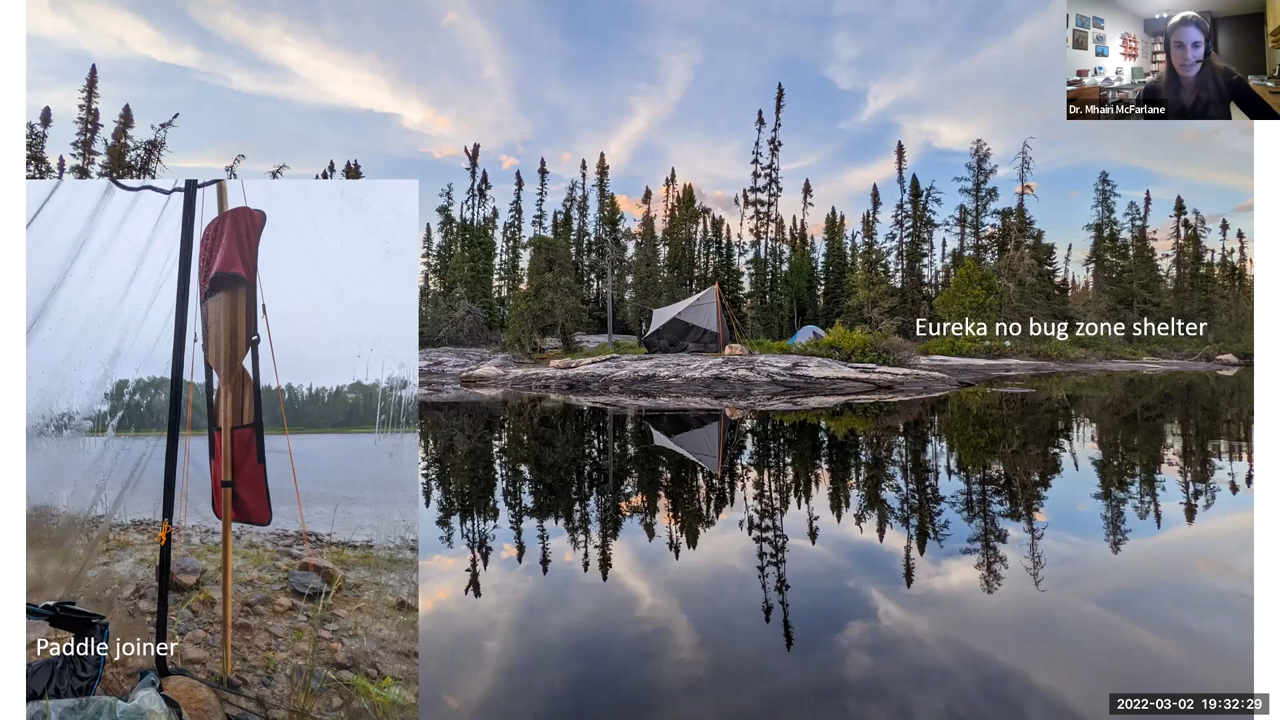 Dr. Mhairi McFarlane
Eureka no bug zone shelter
Paddle joiner
2022-03-02 19:32:29